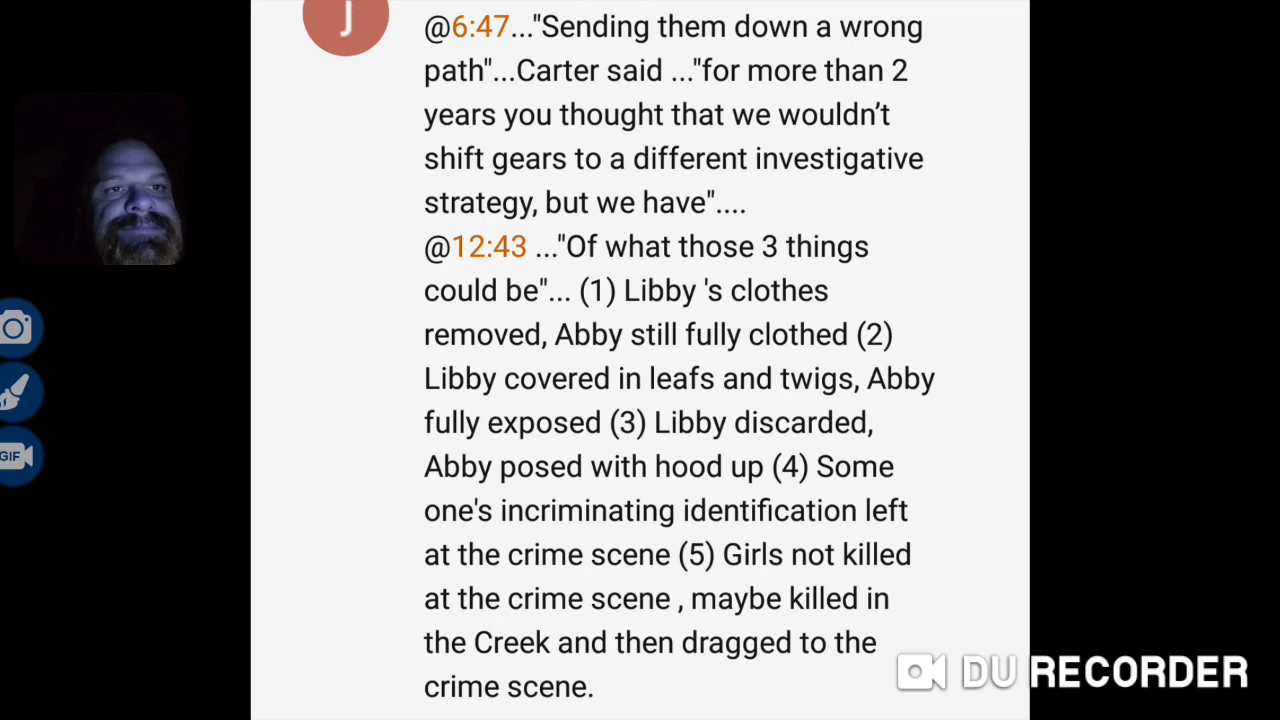 J
@6:47..."Sending them down a wrong
path"...Carter said ..."for more than 2
years you thought that we wouldn’t
shift gears to a different investigative
strategy, but we have"....
@12:43 ..."Of what those 3 things
could be"... (1) Libby 's clothes
removed, Abby still fully clothed (2)
Libby covered in leafs and twigs, Abby
fully exposed (3) Libby discarded,
Abby posed with hood up (4) Some
one's incriminating identification left
at the crime scene (5) Girls not killed
at the crime scene , maybe killed in
the Creek and then dragged to the
crime scene.
GIF
DU RECORDER